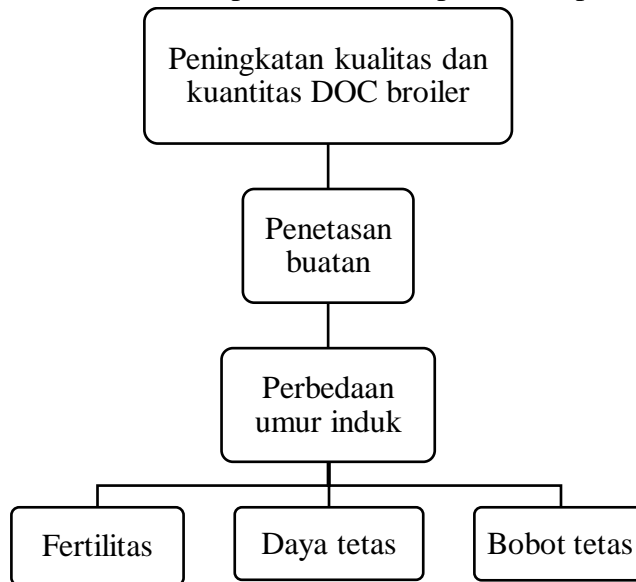 Peningkatan kualitas dan
kuantitas DOC broiler
Penetasan
buatan
Perbedaan
umur induk
Fertilitas
Daya tetas
Bobot tetas